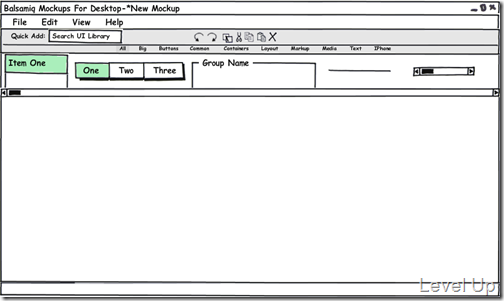 Balsamiq Mockups For Desktop-*New Mockup
File Edit View Help
Quick Add: Search UI Library
All Big Buttons Common Containers Layout Markup Media Text IPhone
Item One
One Two Three
Group Name
Level Up